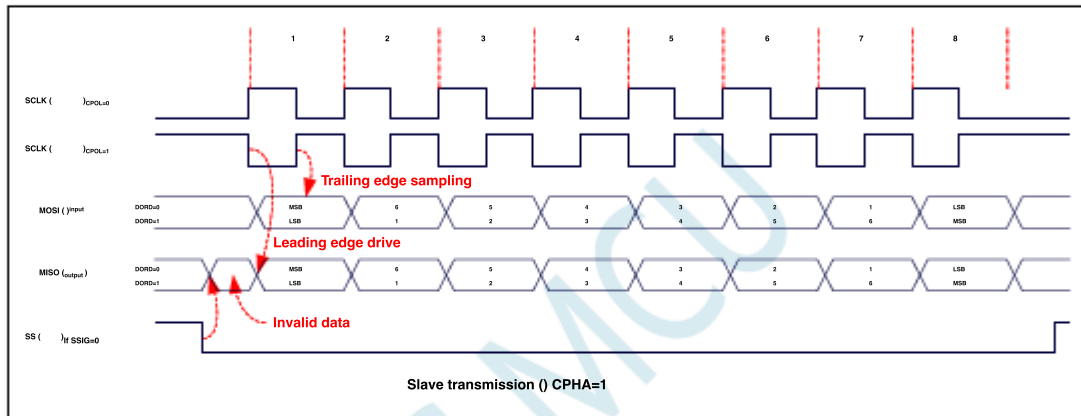 1 2 3 4 5 6 7 8
SCLK ( )CPOL=0
SCLK ( )CPOL=1
Trailing edge sampling
MOSI ( )input
DORD=0 MSB 6 5 4 3 2 1 LSB
DORD=1 LSB 1 2 3 4 5 6 MSB
Leading edge drive
MISO (output )
DORD=0 MSB 6 5 4 3 2 1 LSB
DORD=1 LSB 1 2 3 4 5 6 MSB
Invalid data
SS ( )If SSIG=0
Slave transmission () CPHA=1
MCU